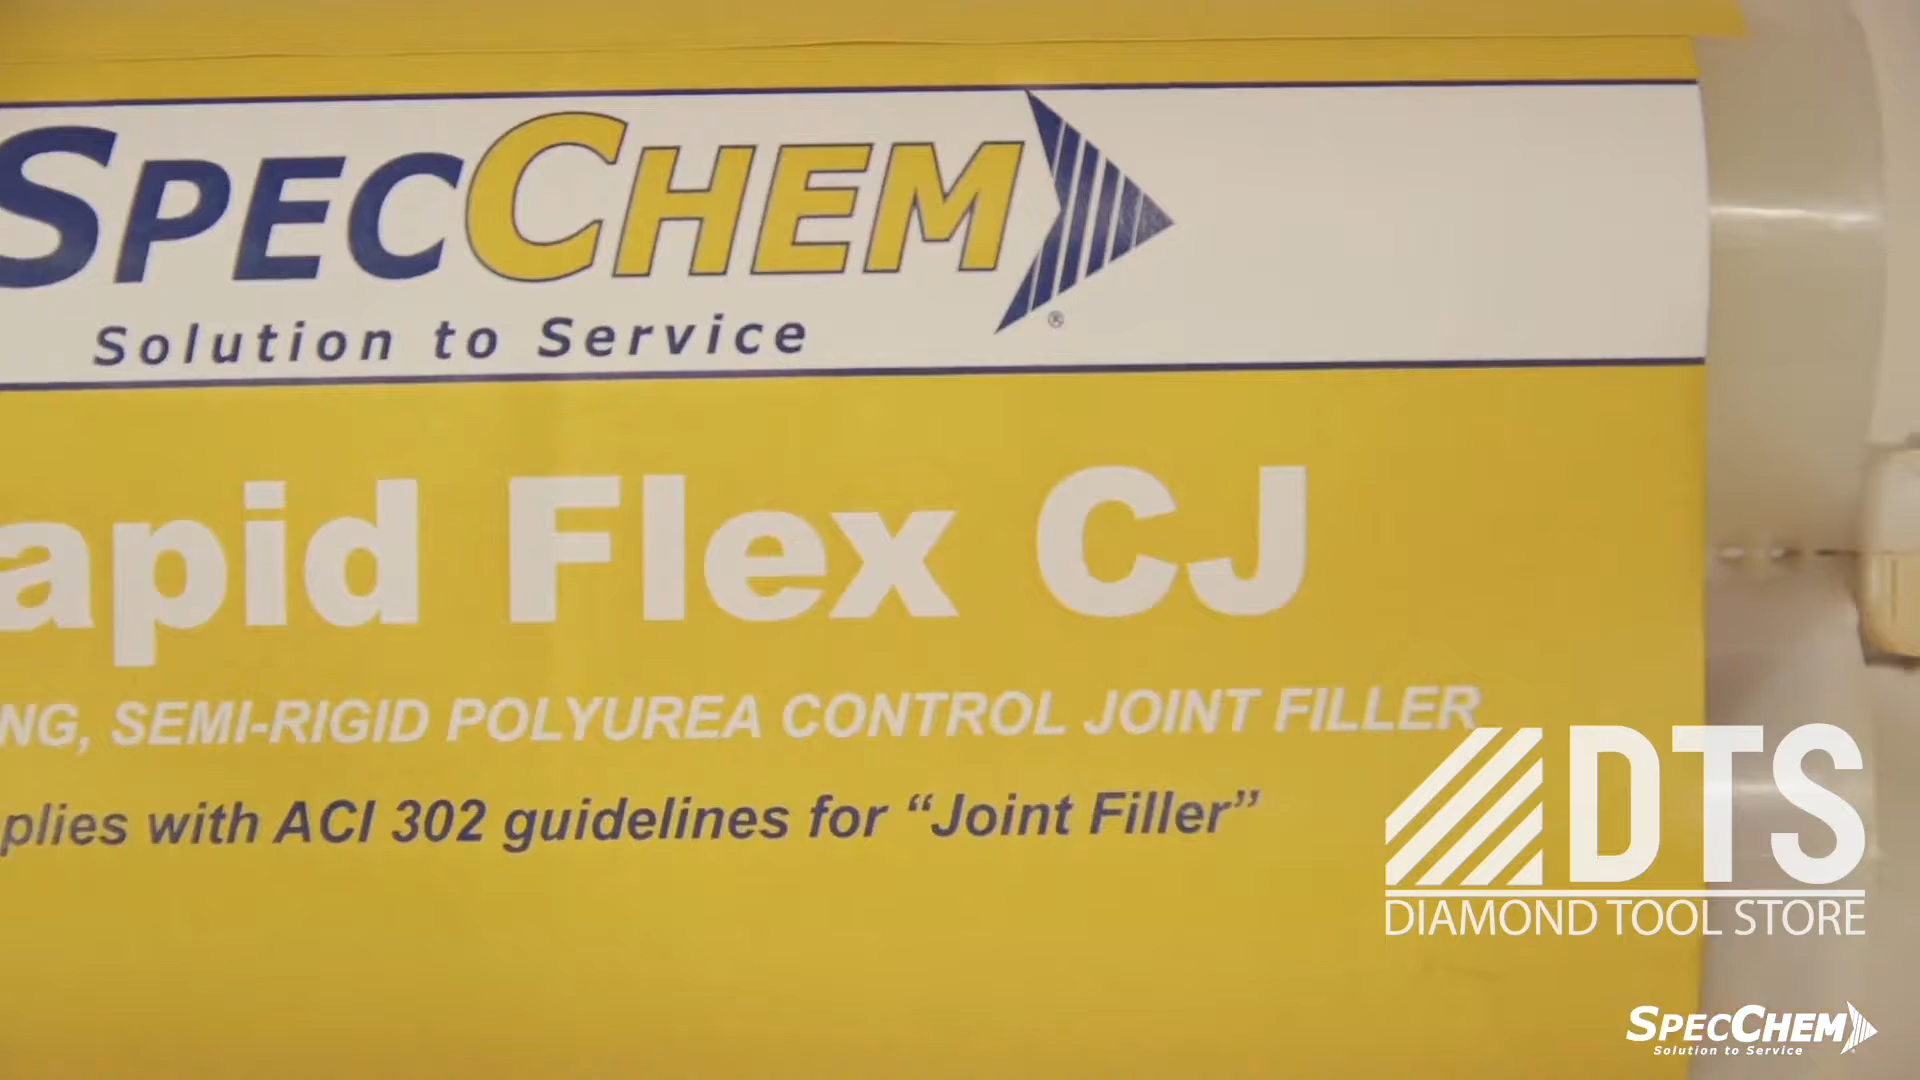 SPECCHEM
®
Solution to Service
apid Flex CJ
NG, SEMI-RIGID POLYUREA CONTROL JOINT FILLER
plies with ACI 302 guidelines for “Joint Filler”
DTS
DIAMOND TOOL STORE
SPECCHEM
Solution to Service